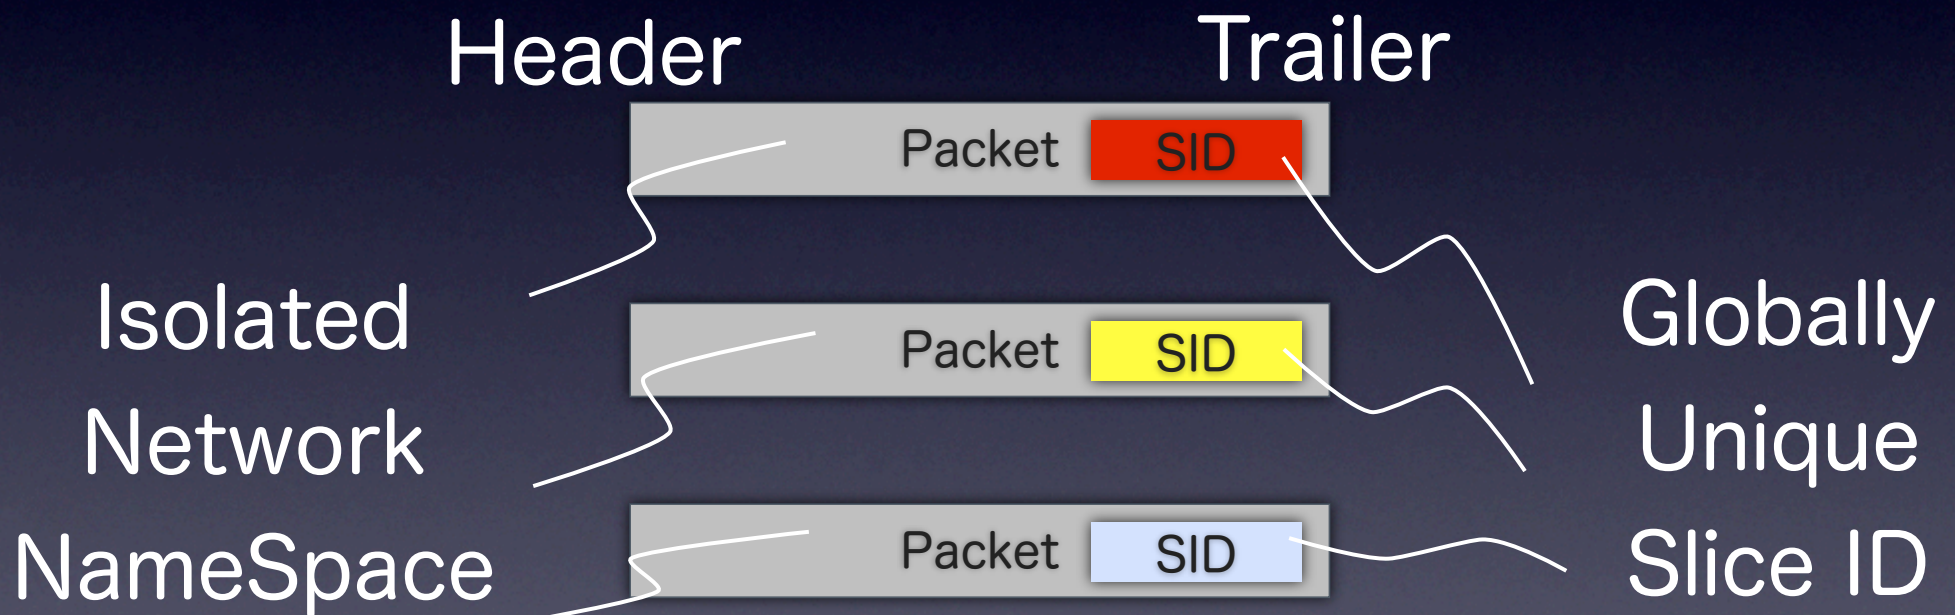 Header
Trailer
Packet SID
Isolated
Network
NameSpace
Packet SID
Packet SID
Globally
Unique
Slice ID